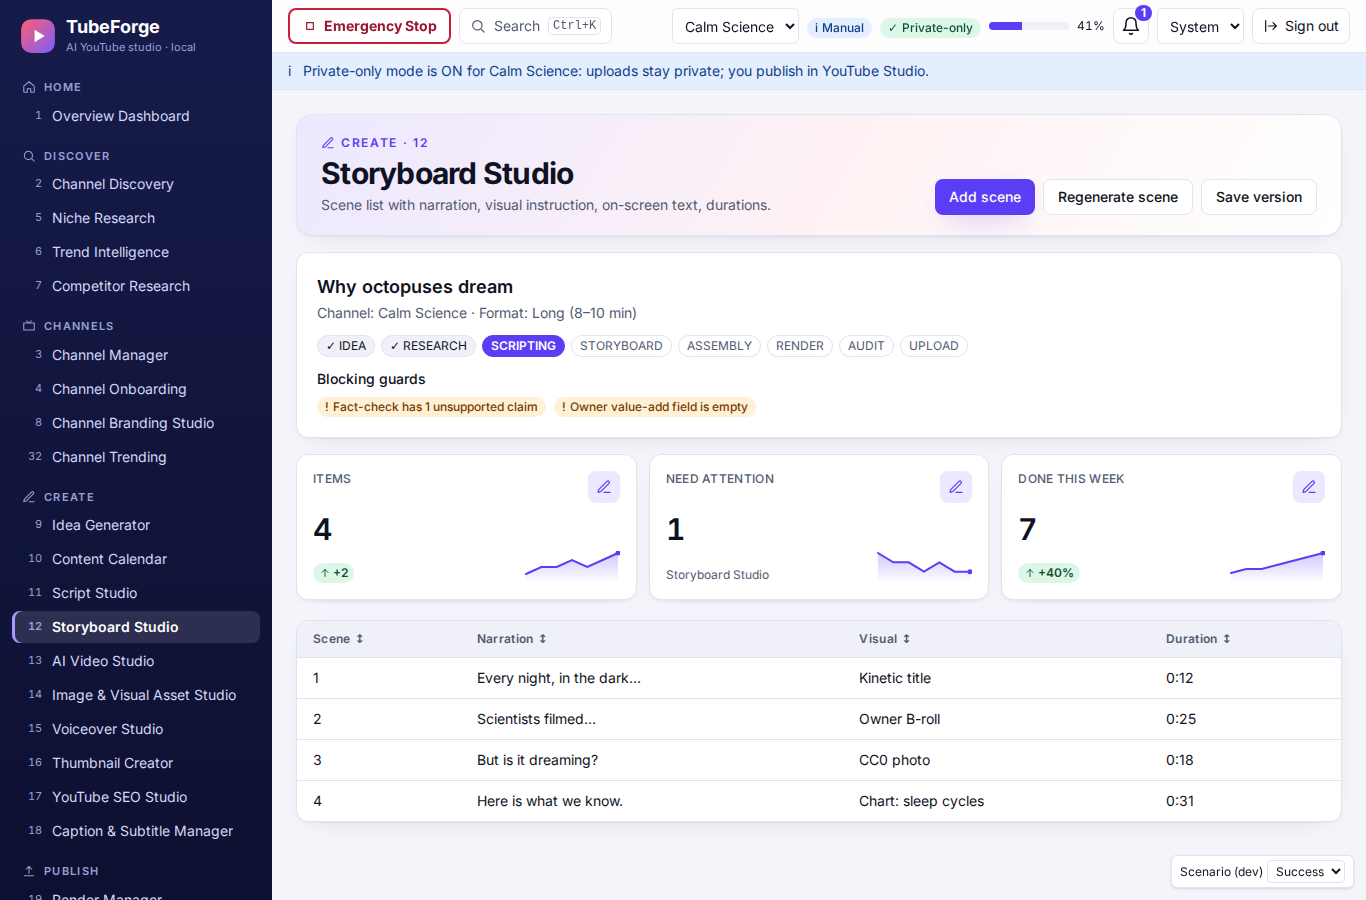 TubeForge
AI YouTube studio · local
HOME
1 Overview Dashboard
DISCOVER
2 Channel Discovery
5 Niche Research
6 Trend Intelligence
7 Competitor Research
CHANNELS
3 Channel Manager
4 Channel Onboarding
8 Channel Branding Studio
32 Channel Trending
CREATE
9 Idea Generator
10 Content Calendar
11 Script Studio
12 Storyboard Studio
13 AI Video Studio
14 Image & Visual Asset Studio
15 Voiceover Studio
16 Thumbnail Creator
17 YouTube SEO Studio
18 Caption & Subtitle Manager
PUBLISH
19 Render Manager
Emergency Stop Search Ctrl+K Calm Science i Manual ✓ Private-only 41% 1 System Sign out
i Private-only mode is ON for Calm Science: uploads stay private; you publish in YouTube Studio.
CREATE · 12
Storyboard Studio
Scene list with narration, visual instruction, on-screen text, durations.
Add scene Regenerate scene Save version
Why octopuses dream
Channel: Calm Science · Format: Long (8–10 min)
✓ IDEA ✓ RESEARCH SCRIPTING STORYBOARD ASSEMBLY RENDER AUDIT UPLOAD
Blocking guards
! Fact-check has 1 unsupported claim ! Owner value-add field is empty
ITEMS
4
↑ +2
NEED ATTENTION
1
Storyboard Studio
DONE THIS WEEK
7
↑ +40%
Scene ↕ Narration ↕ Visual ↕ Duration ↕
1 Every night, in the dark… Kinetic title 0:12
2 Scientists filmed… Owner B-roll 0:25
3 But is it dreaming? CC0 photo 0:18
4 Here is what we know. Chart: sleep cycles 0:31
Scenario (dev) Success